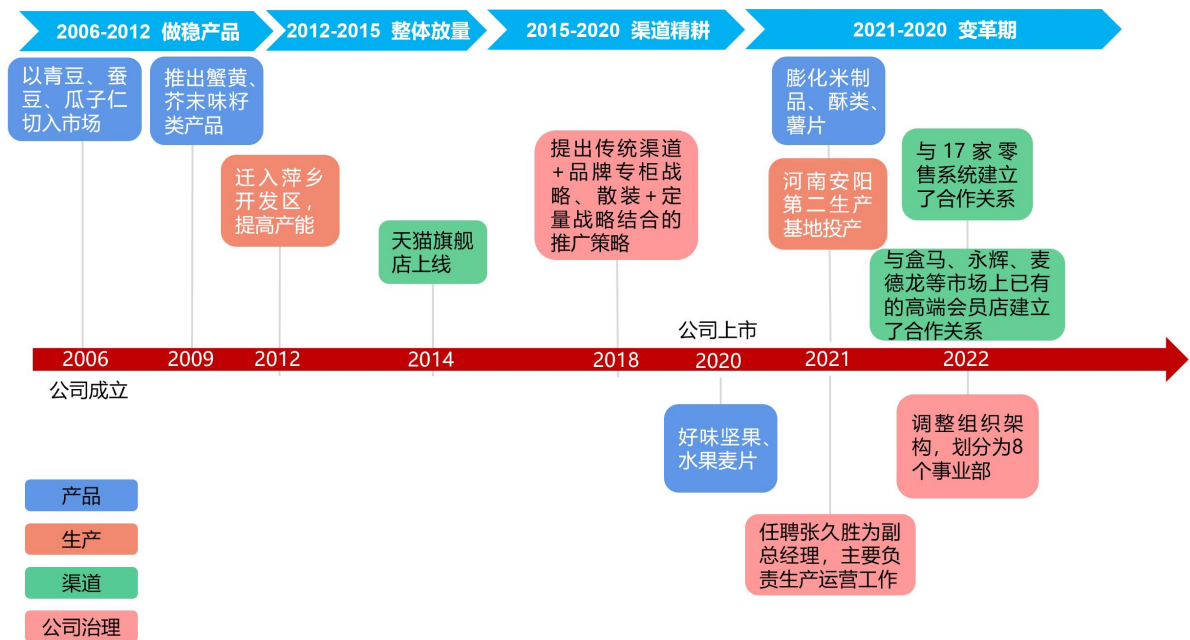 2006-2012 做稳产品
2012-2015 整体放量
2015-2020 渠道精耕
2021-2020 变革期
以青豆、蚕
豆、瓜子仁
切入市场
推出蟹黄、
芥末味籽
类产品
迁入萍乡
开发区，
提高产能
天猫旗舰
店上线
提出传统渠道
+品牌专柜战
略、散装+定
量战略结合的
推广策略
膨化米制
品、酥类、
薯片
河南安阳
第二生产
基地投产
与17家零
售系统建立
了合作关系
与盒马、永辉、麦
德龙等市场上已有
的高端会员店建立
了合作关系
公司上市
2006
2009
2012
2014
2018
2020
2021
2022
公司成立
好味坚果、
水果麦片
调整组织架
构，划分为8
个事业部
任聘张久胜为副
总经理，主要负
责生产运营工作
产品
生产
渠道
公司治理